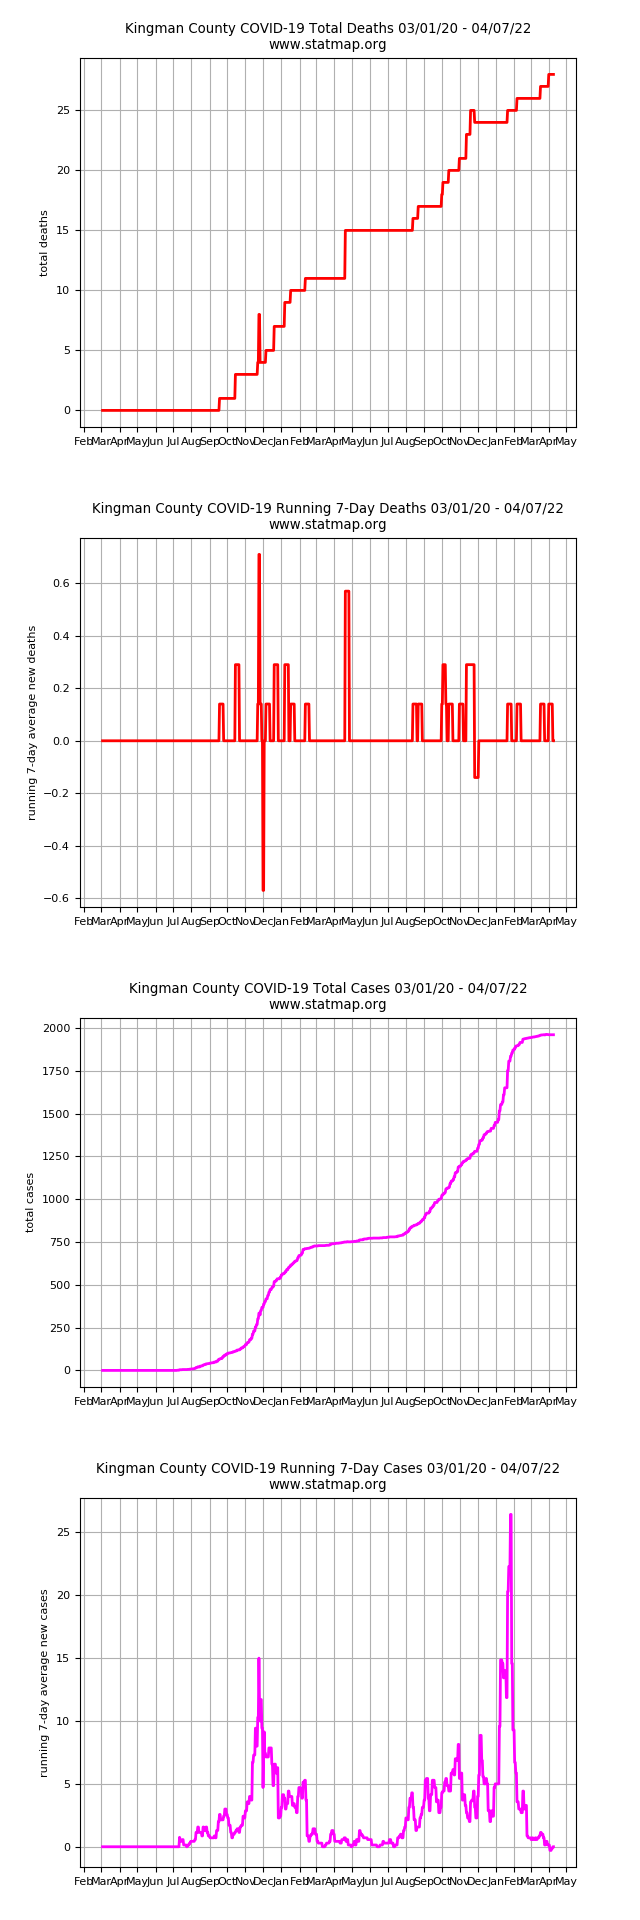 Kingman County COVID-19 Total Deaths 03/01/20 - 04/07/22
www.statmap.org
25
20
15
10
5
0
total deaths
Feb Mar Apr May Jun Jul Aug Sep Oct Nov Dec Jan Feb Mar Apr May Jun Jul Aug Sep Oct Nov Dec Jan Feb Mar Apr May
Kingman County COVID-19 Running 7-Day Deaths 03/01/20 - 04/07/22
www.statmap.org
0.6
0.4
0.2
0.0
−0.2
−0.4
−0.6
running 7-day average new deaths
Feb Mar Apr May Jun Jul Aug Sep Oct Nov Dec Jan Feb Mar Apr May Jun Jul Aug Sep Oct Nov Dec Jan Feb Mar Apr May
Kingman County COVID-19 Total Cases 03/01/20 - 04/07/22
www.statmap.org
2000
1750
1500
1250
1000
750
500
250
0
total cases
Feb Mar Apr May Jun Jul Aug Sep Oct Nov Dec Jan Feb Mar Apr May Jun Jul Aug Sep Oct Nov Dec Jan Feb Mar Apr May
Kingman County COVID-19 Running 7-Day Cases 03/01/20 - 04/07/22
www.statmap.org
25
20
15
10
5
0
running 7-day average new cases
Feb Mar Apr May Jun Jul Aug Sep Oct Nov Dec Jan Feb Mar Apr May Jun Jul Aug Sep Oct Nov Dec Jan Feb Mar Apr May